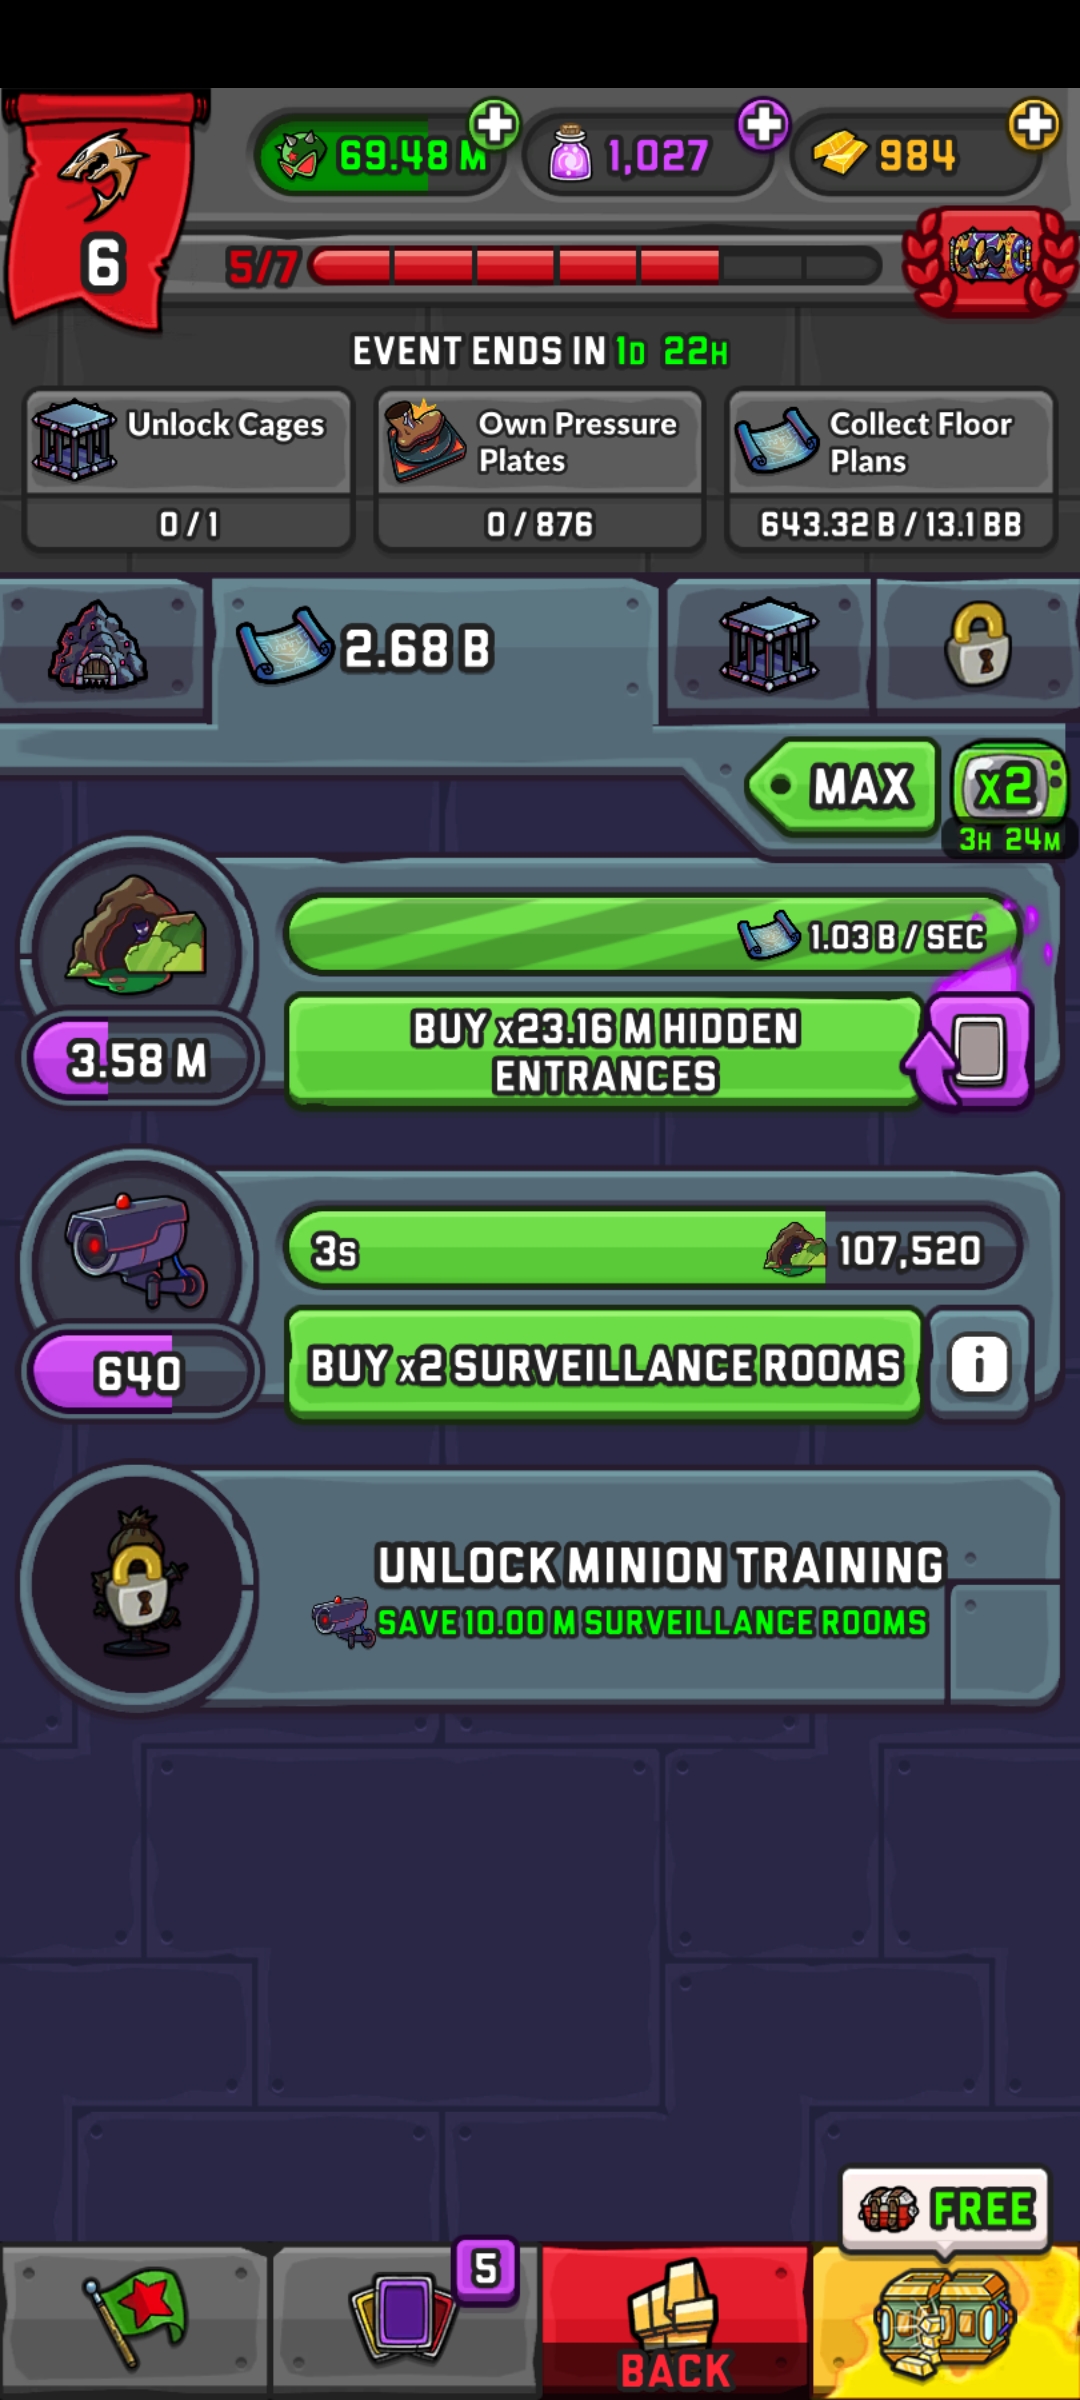 69.48 M
1,027
984
6
5/7
EVENT ENDS IN 1D 22H
Unlock Cages
0 / 1
Own Pressure
Plates
0 / 876
Collect Floor
Plans
643.32 B / 13.1 BB
2.68 B
MAX
x2
3H 24M
1.03 B / SEC
BUY x23.16 M HIDDEN
ENTRANCES
3.58 M
3s
107,520
BUY x2 SURVEILLANCE ROOMS
i
640
UNLOCK MINION TRAINING
SAVE 10.00 M SURVEILLANCE ROOMS
FREE
5
BACK